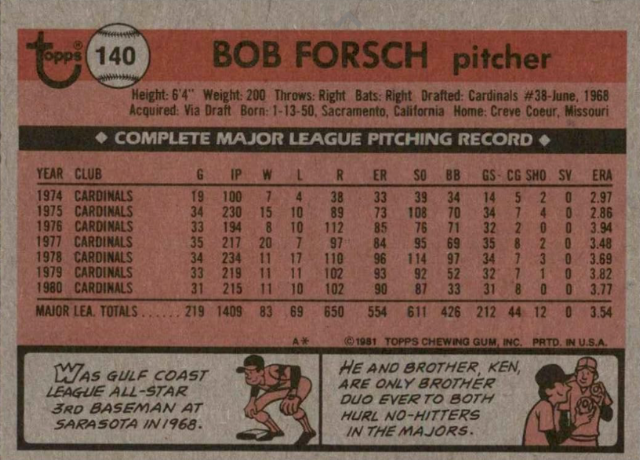 topps 140 BOB FORSCH pitcher
Height: 6'4" Weight: 200 Throws: Right Bats: Right Drafted: Cardinals #38-June, 1968
Acquired: Via Draft Born: 1-13-50, Sacramento, California Home: Creve Coeur, Missouri
◆ COMPLETE MAJOR LEAGUE PITCHING RECORD ◆
YEAR CLUB G IP W L R ER SO BB GS CG SHO SV ERA
1974 CARDINALS 19 100 7 4 38 33 39 34 14 5 2 0 2.97
1975 CARDINALS 34 230 15 10 89 73 108 70 34 7 4 0 2.86
1976 CARDINALS 33 194 8 10 112 85 76 71 32 2 0 0 3.94
1977 CARDINALS 35 217 20 7 97 84 95 69 35 8 2 0 3.48
1978 CARDINALS 34 234 11 17 110 96 114 97 34 7 3 0 3.69
1979 CARDINALS 33 219 11 11 102 93 92 52 32 7 1 0 3.82
1980 CARDINALS 31 215 11 10 102 90 87 33 31 8 0 0 3.77
MAJOR LEA. TOTALS...... 219 1409 83 69 650 554 611 426 212 44 12 0 3.54
A* ©1981 TOPPS CHEWING GUM, INC. PRTD. IN U.S.A.
WAS GULF COAST
LEAGUE ALL-STAR
3RD BASEMAN AT
SARASOTA IN 1968.
HE AND BROTHER, KEN,
ARE ONLY BROTHER
DUO EVER TO BOTH
HURL NO-HITTERS
IN THE MAJORS.